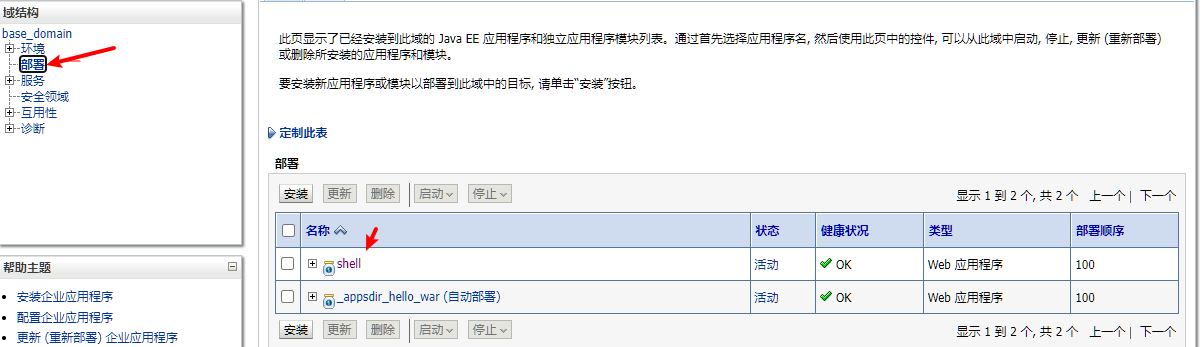 域结构
base_domain
环境
部署
服务
安全领域
互用性
诊断
帮助主题
安装企业应用程序
配置企业应用程序
更新 (重新部署) 企业应用程序
此页显示了已经安装到此域的 Java EE 应用程序和独立应用程序模块列表。通过首先选择应用程序名, 然后使用此页中的控件, 可以从此域中启动, 停止, 更新 (重新部署)
或删除所安装的应用程序和模块。
要安装新应用程序或模块以部署到此域中的目标, 请单击“安装”按钮。
定制此表
部署
安装 更新 删除 启动 停止 显示 1 到 2 个, 共 2 个 上一个 | 下一个
名称 状态 健康状况 类型 部署顺序
shell 活动 OK Web 应用程序 100
_appsdir_hello_war (自动部署) 活动 OK Web 应用程序 100
安装 更新 删除 启动 停止 显示 1 到 2 个, 共 2 个 上一个 | 下一个